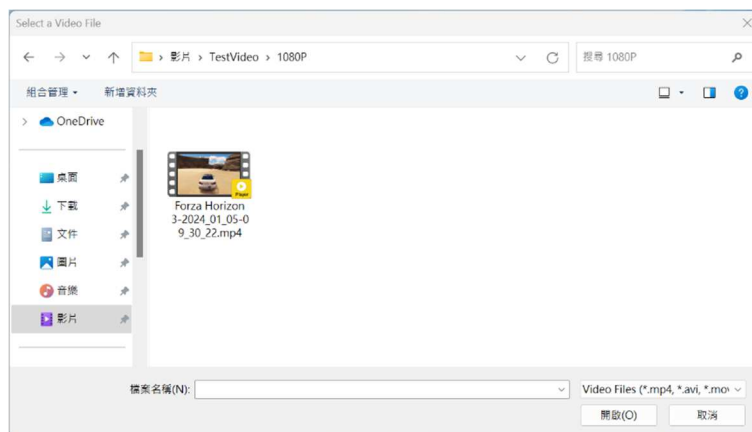 Select a Video File
影片 › TestVideo › 1080P
搜尋 1080P
組合管理
新增資料夾
OneDrive
桌面
下載
文件
圖片
音樂
影片
Forza Horizon
3-2024_01_05-0
9_30_22.mp4
Player
檔案名稱(N):
Video Files (*.mp4, *.avi, *.mov
開啟(O)
取消